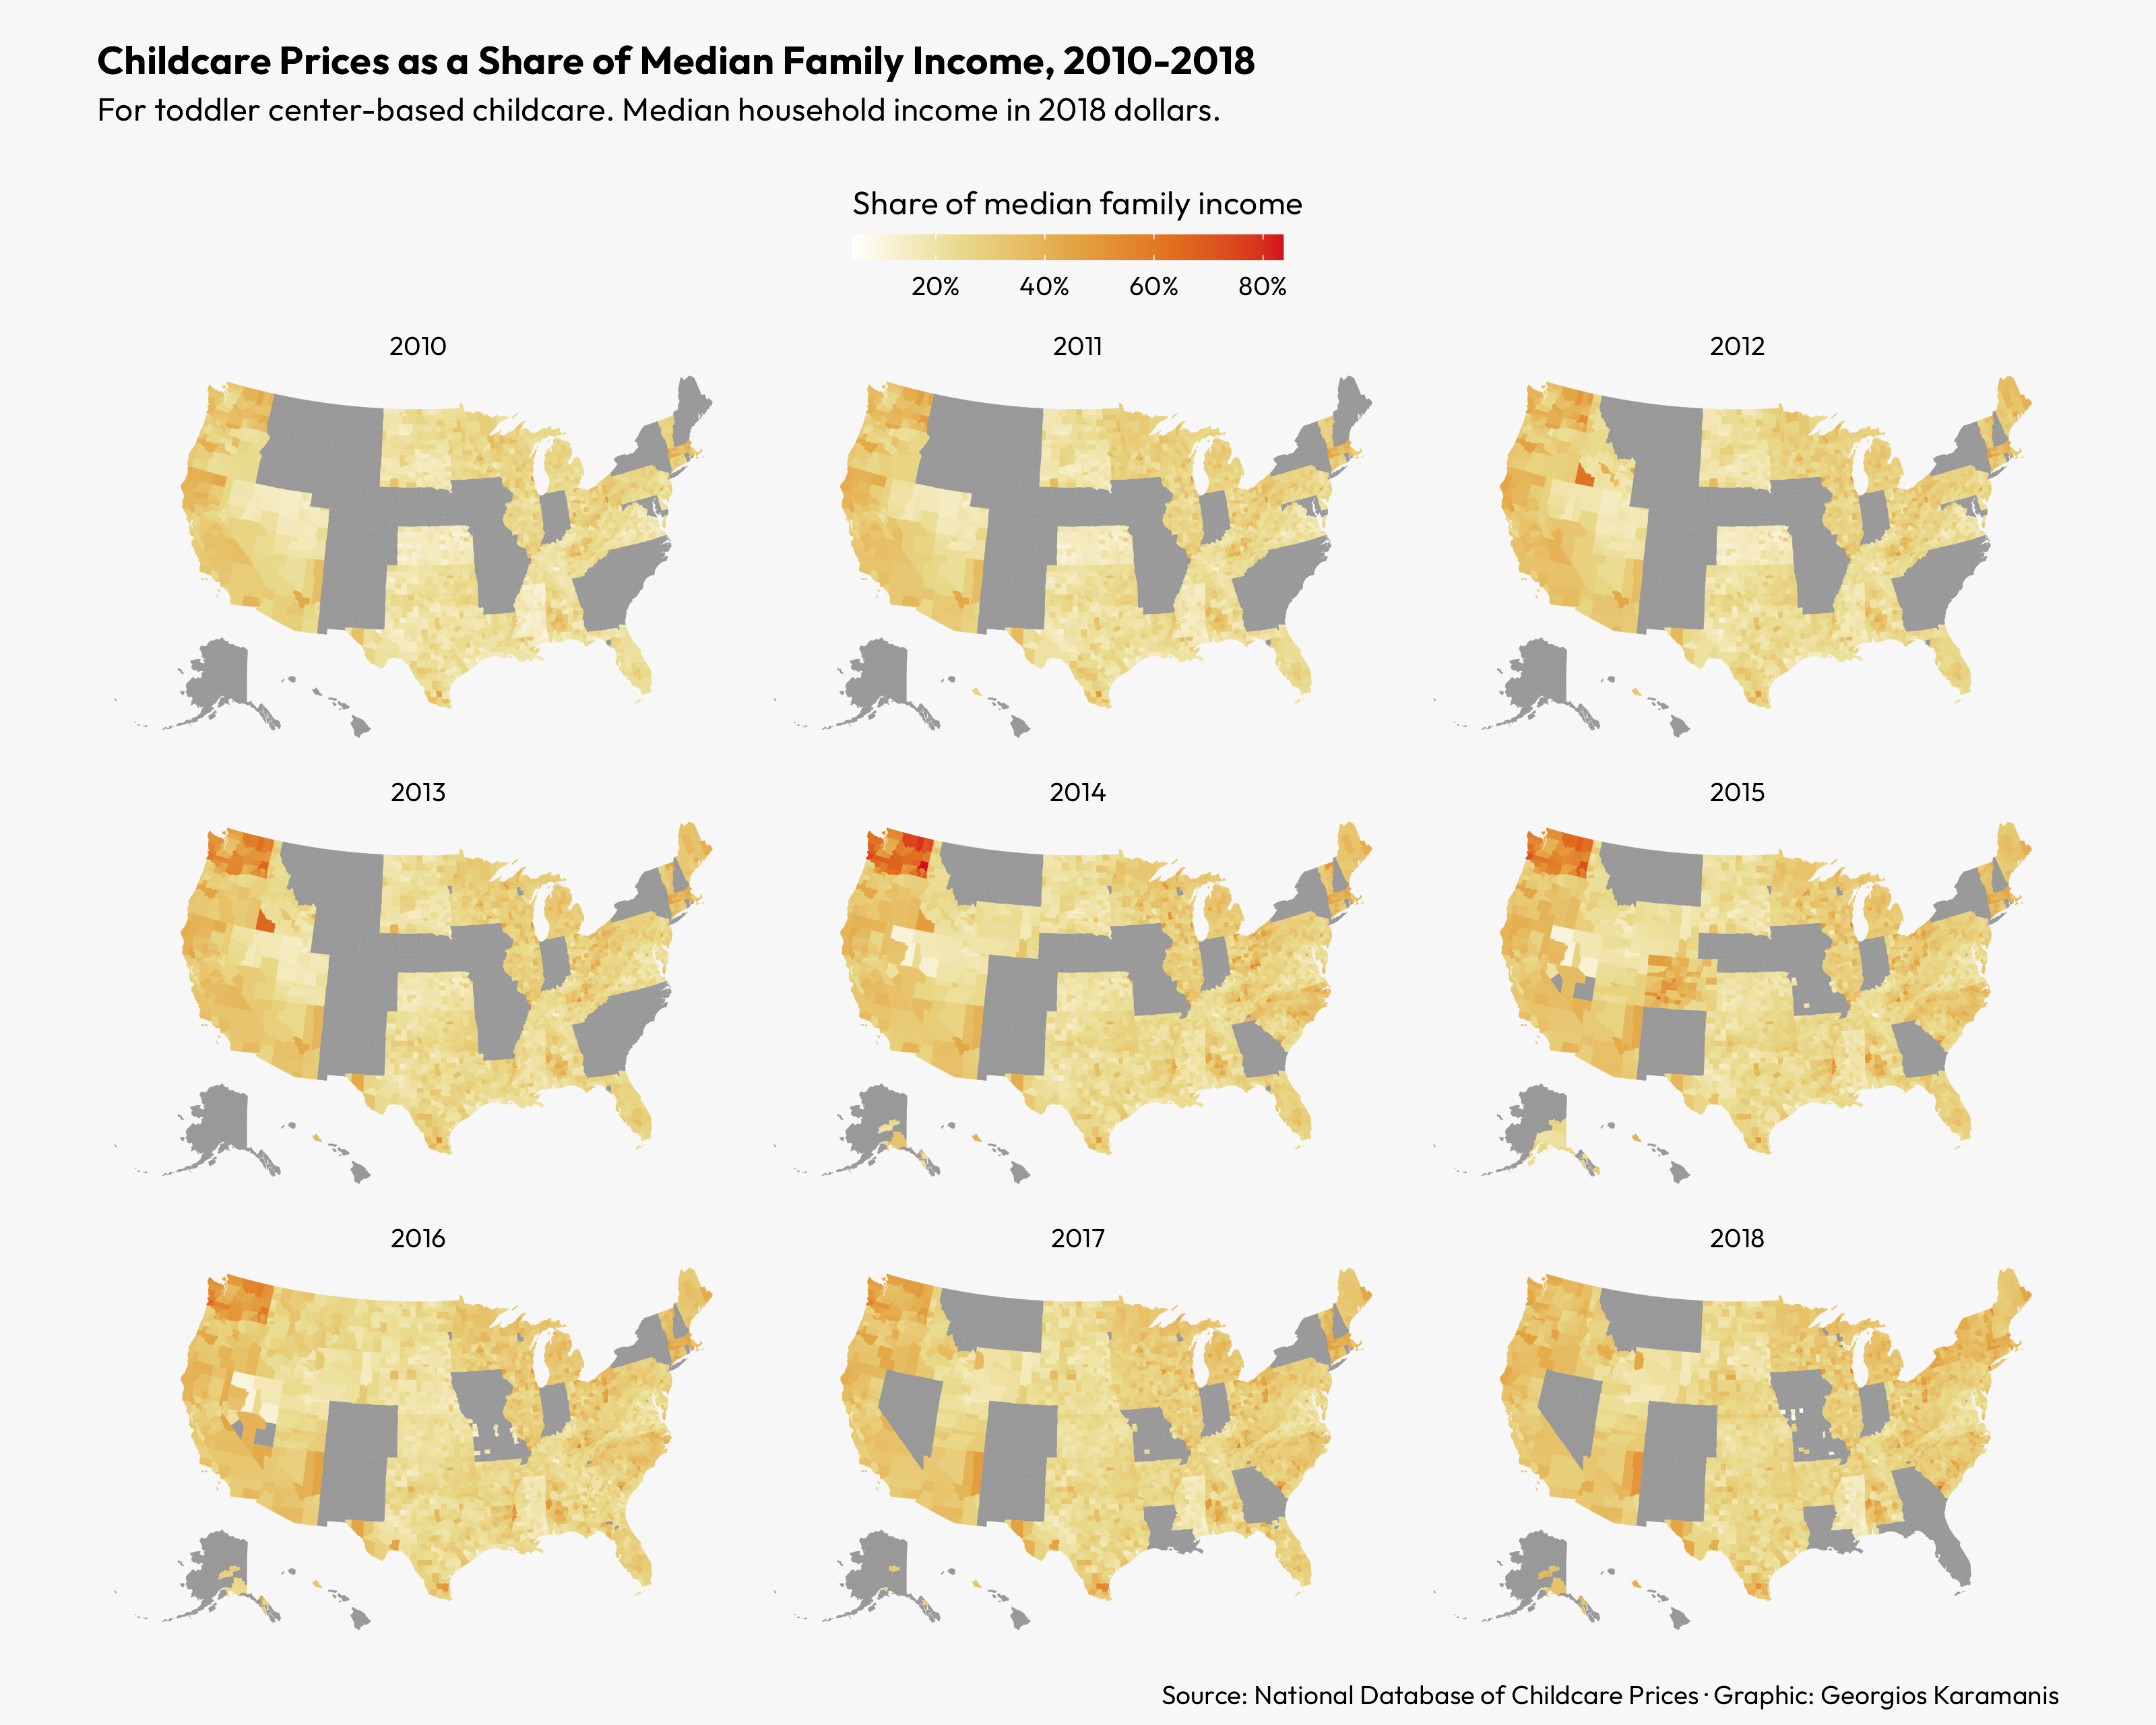 Childcare Prices as a Share of Median Family Income, 2010-2018
For toddler center-based childcare. Median household income in 2018 dollars.
Share of median family income
20% 40% 60% 80%
2010 2011 2012
2013 2014 2015
2016 2017 2018
Source: National Database of Childcare Prices · Graphic: Georgios Karamanis